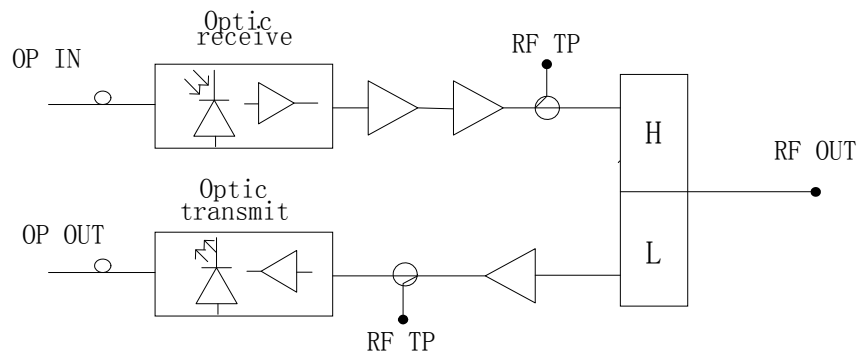 Optic
receive
OP IN
RF TP
H
RF OUT
Optic
transmit
OP OUT
L
RF TP